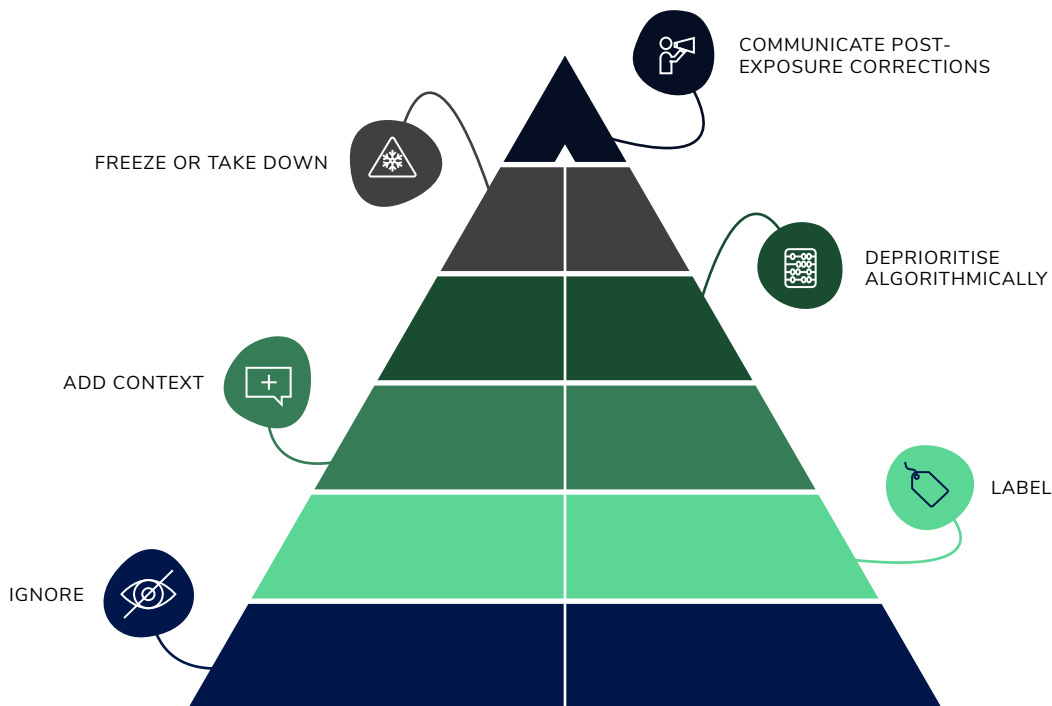 COMMUNICATE POST-
EXPOSURE CORRECTIONS
FREEZE OR TAKE DOWN
DEPRIORITISE
ALGORITHMICALLY
ADD CONTEXT
LABEL
IGNORE